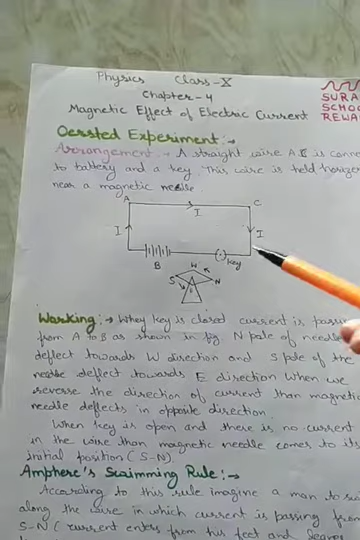 Physics Class-X
Chapter-4
Magnetic Effect of Electric Current
SURA
SCHOO
REWA
Oersted Experiment :-
Arrangement :- A straight wire AC is conne
to battery and a key. This wire is held horizon
near a magnetic needle.
A
I
C
I
I
B
(.) key
W
S
N
Working :- When key is closed current is passin
from A to B as shown in fig N pole of needle
deflect towards W direction and S pole of the
needle deflect towards E direction When we
reverse the direction of current than magnetic
needle deflects in opposite direction.
When key is open and there is no current
in the wire than magnetic needle comes to its
initial position (S-N).
Amphere's Swimming Rule :-
According to this rule imagine a man to s
along the wire in which current is passing from
S-N (current enters from his feet and leaves